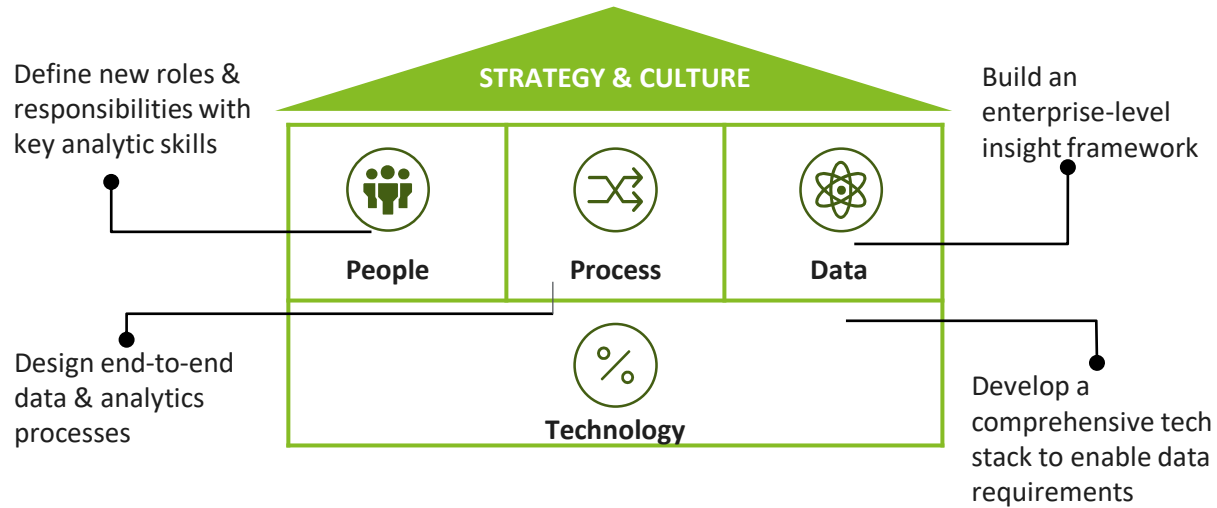 STRATEGY & CULTURE
Define new roles &
responsibilities with
key analytic skills
Build an
enterprise-level
insight framework
People
Process
Data
Design end-to-end
data & analytics
processes
Technology
Develop a
comprehensive tech
stack to enable data
requirements